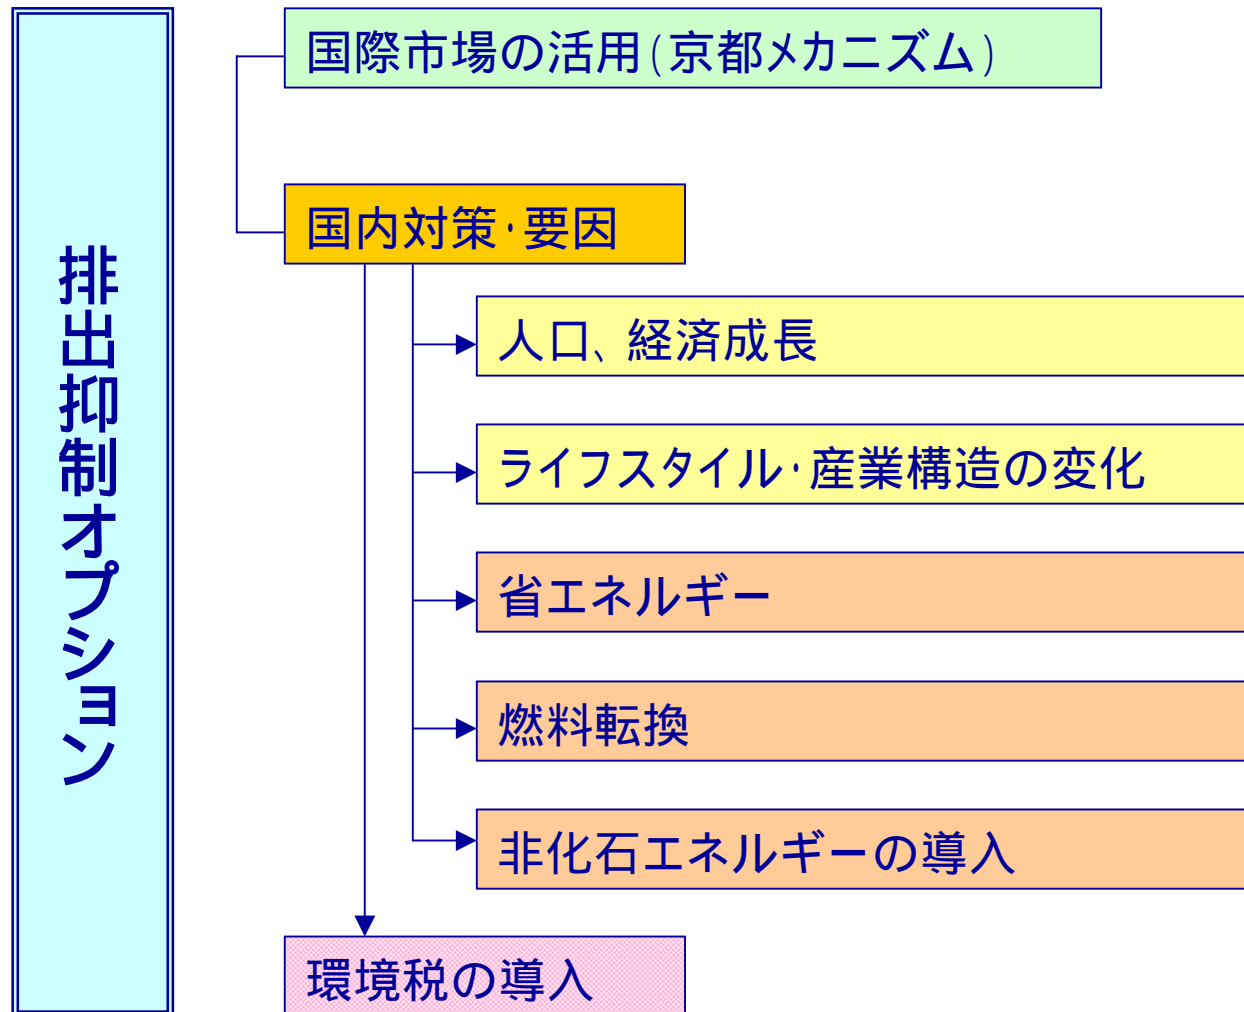 排出抑制オプション
国際市場の活用(京都メカニズム)
国内対策・要因
人口、経済成長
ライフスタイル・産業構造の変化
省エネルギー
燃料転換
非化石エネルギーの導入
環境税の導入